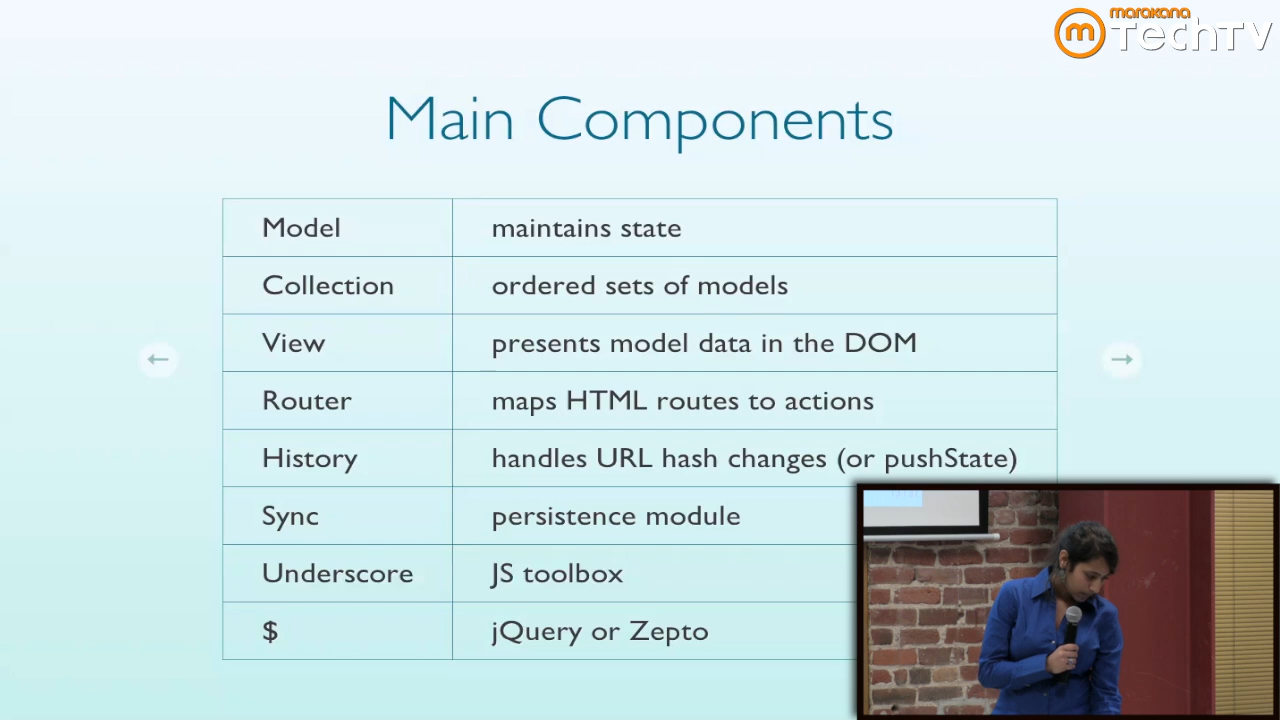 marakana
m TechTV
Main Components
Model maintains state
Collection ordered sets of models
View presents model data in the DOM
Router maps HTML routes to actions
History handles URL hash changes (or pushState)
Sync persistence module
Underscore JS toolbox
$ jQuery or Zepto